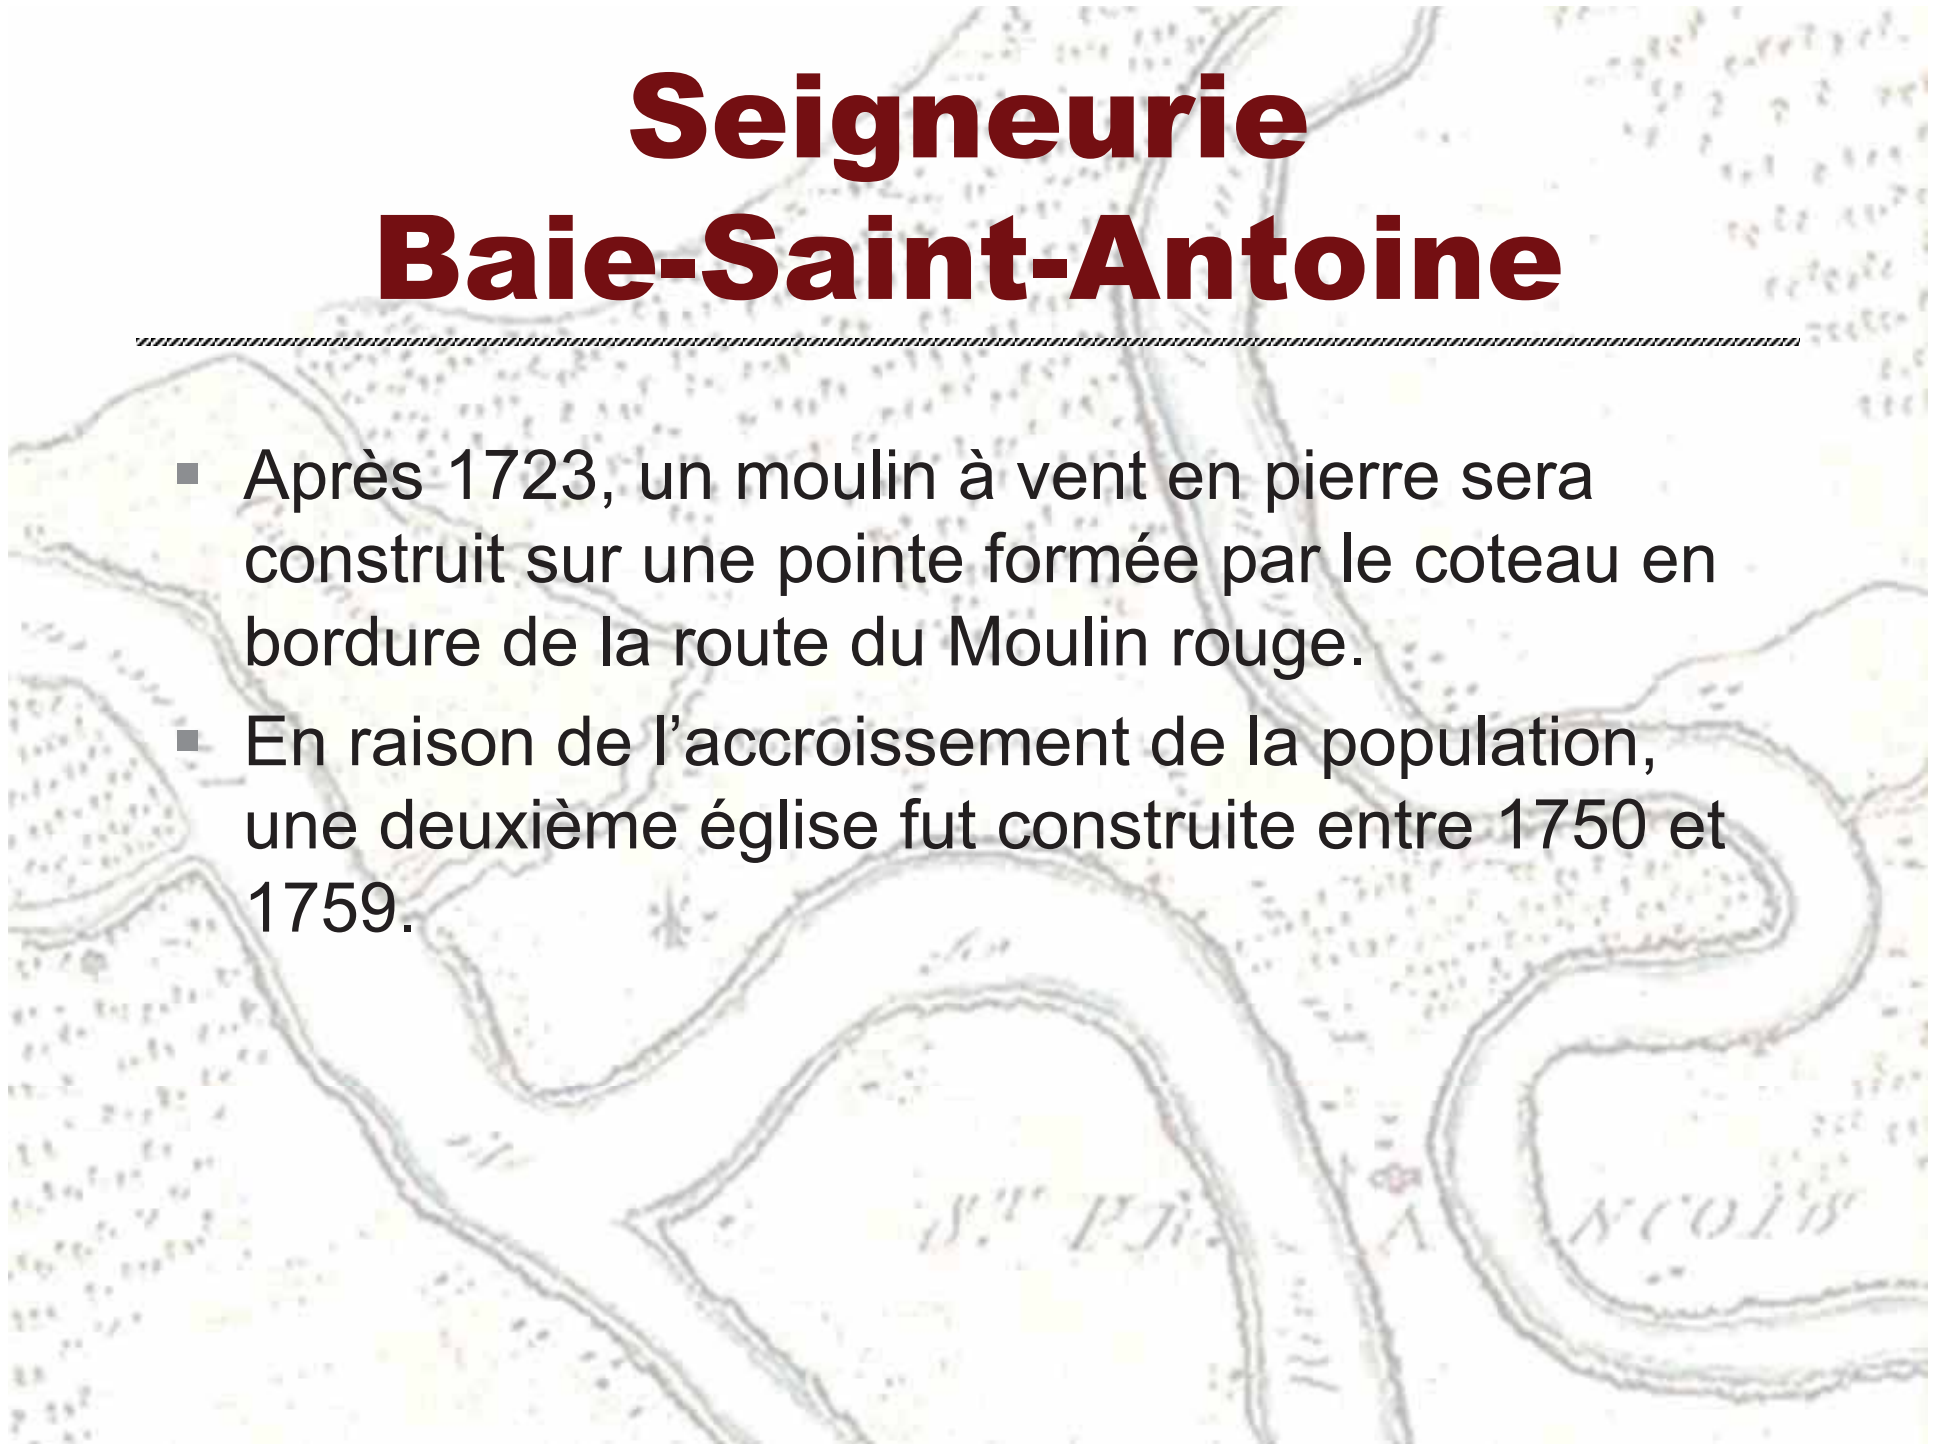 Seigneurie
Baie-Saint-Antoine
▪ Après 1723, un moulin à vent en pierre sera
construit sur une pointe formée par le coteau en
bordure de la route du Moulin rouge.
▪ En raison de l’accroissement de la population,
une deuxième église fut construite entre 1750 et
1759.